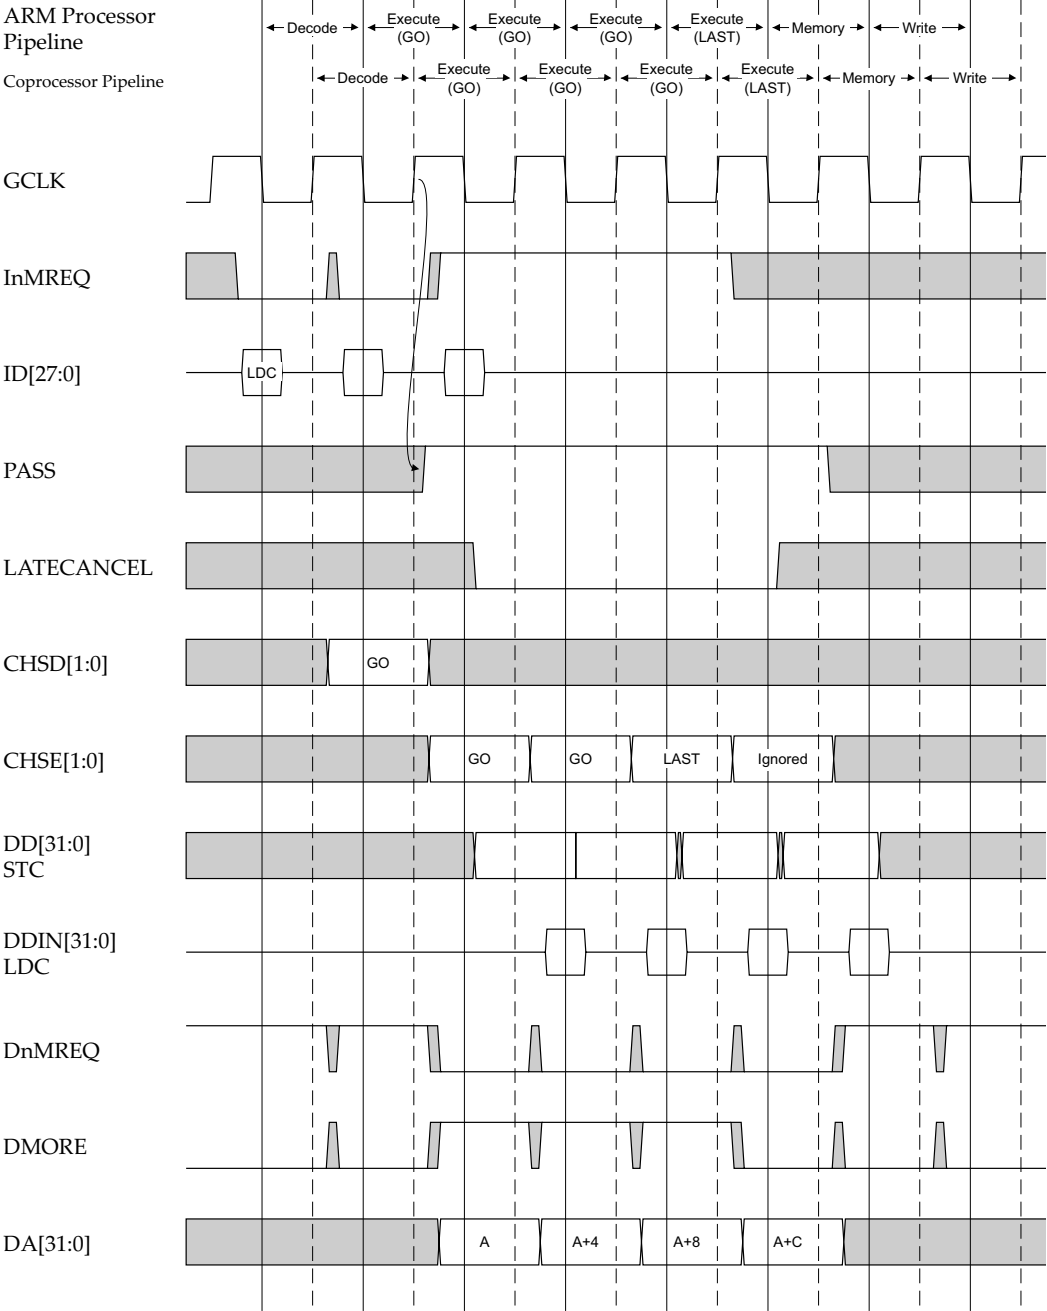 ARM Processor
Pipeline
Decode Execute (GO) Execute (GO) Execute (GO) Execute (LAST) Memory Write
Coprocessor Pipeline
Decode Execute (GO) Execute (GO) Execute (GO) Execute (LAST) Memory Write
GCLK
InMREQ
ID[27:0]
LDC
PASS
LATECANCEL
CHSD[1:0]
GO
CHSE[1:0]
GO GO LAST Ignored
DD[31:0]
STC
DDIN[31:0]
LDC
DnMREQ
DMORE
DA[31:0]
A A+4 A+8 A+C